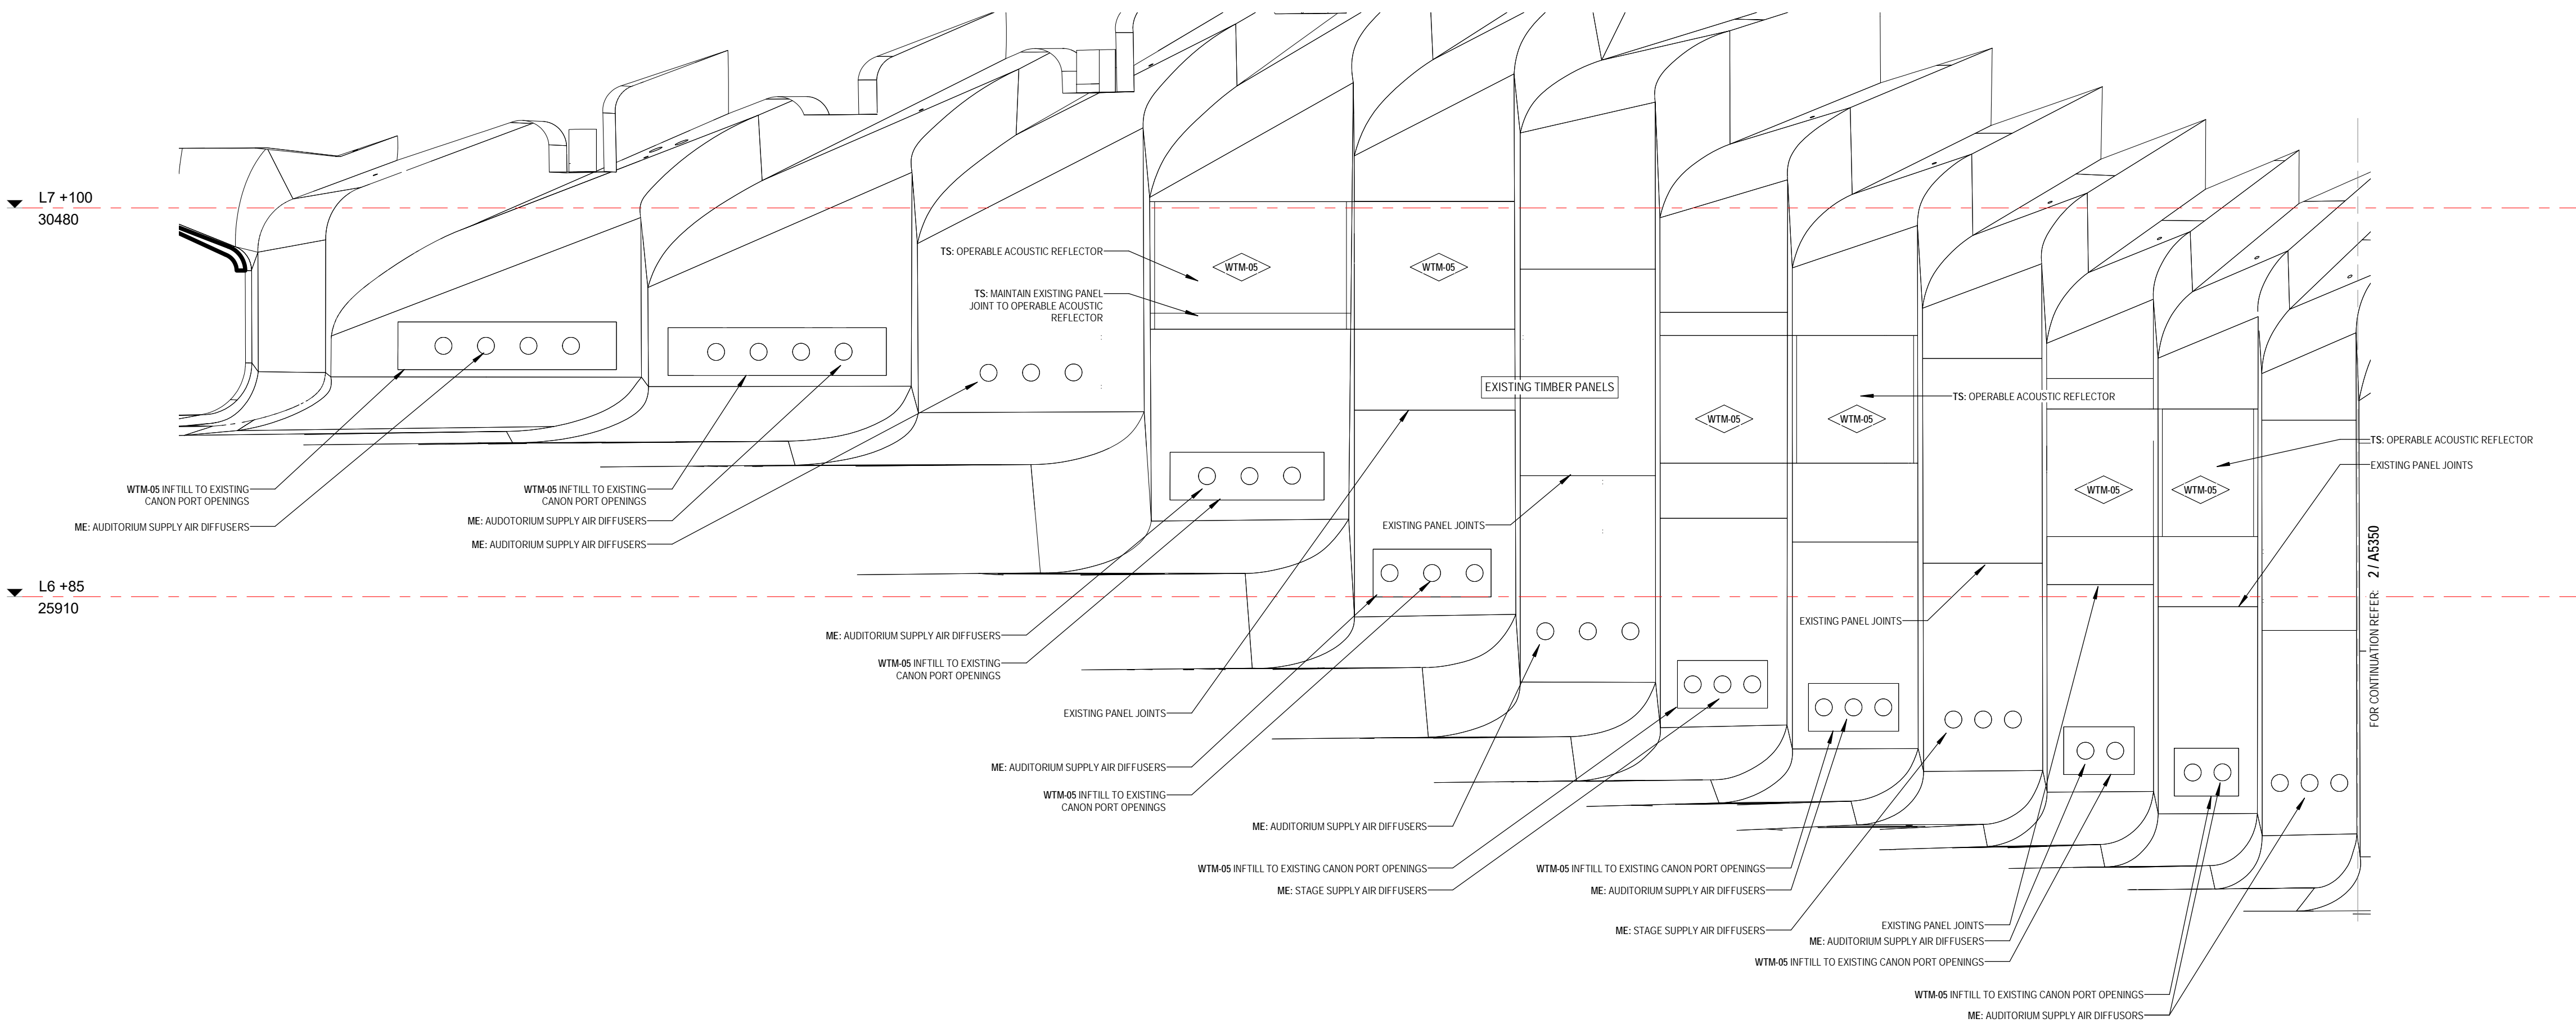 L7 +100
30480
TS: OPERABLE ACOUSTIC REFLECTOR
WTM-05
WTM-05
TS: MAINTAIN EXISTING PANEL
JOINT TO OPERABLE ACOUSTIC
REFLECTOR
EXISTING TIMBER PANELS
WTM-05
WTM-05
TS: OPERABLE ACOUSTIC REFLECTOR
TS: OPERABLE ACOUSTIC REFLECTOR
EXISTING PANEL JOINTS
WTM-05
WTM-05
WTM-05 INFTILL TO EXISTING
CANON PORT OPENINGS
ME: AUDITORIUM SUPPLY AIR DIFFUSERS
WTM-05 INFTILL TO EXISTING
CANON PORT OPENINGS
ME: AUDOTORIUM SUPPLY AIR DIFFUSERS
ME: AUDITORIUM SUPPLY AIR DIFFUSERS
EXISTING PANEL JOINTS
L6 +85
25910
FOR CONTINUATION REFER: 2 / A5350
ME: AUDITORIUM SUPPLY AIR DIFFUSERS
WTM-05 INFTILL TO EXISTING
CANON PORT OPENINGS
EXISTING PANEL JOINTS
EXISTING PANEL JOINTS
ME: AUDITORIUM SUPPLY AIR DIFFUSERS
WTM-05 INFTILL TO EXISTING
CANON PORT OPENINGS
ME: AUDITORIUM SUPPLY AIR DIFFUSERS
WTM-05 INFTILL TO EXISTING CANON PORT OPENINGS
ME: STAGE SUPPLY AIR DIFFUSERS
WTM-05 INFTILL TO EXISTING CANON PORT OPENINGS
ME: AUDITORIUM SUPPLY AIR DIFFUSERS
ME: STAGE SUPPLY AIR DIFFUSERS
EXISTING PANEL JOINTS
ME: AUDITORIUM SUPPLY AIR DIFFUSERS
WTM-05 INFTILL TO EXISTING CANON PORT OPENINGS
WTM-05 INFTILL TO EXISTING CANON PORT OPENINGS
ME: AUDITORIUM SUPPLY AIR DIFFUSORS